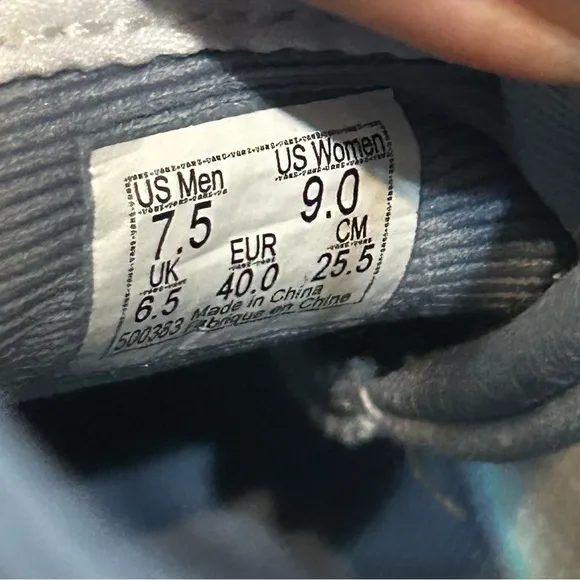 US Men US Women
7.5 9.0
UK EUR CM
6.5 40.0 25.5
500383 Made in China
Fabrique en Chine